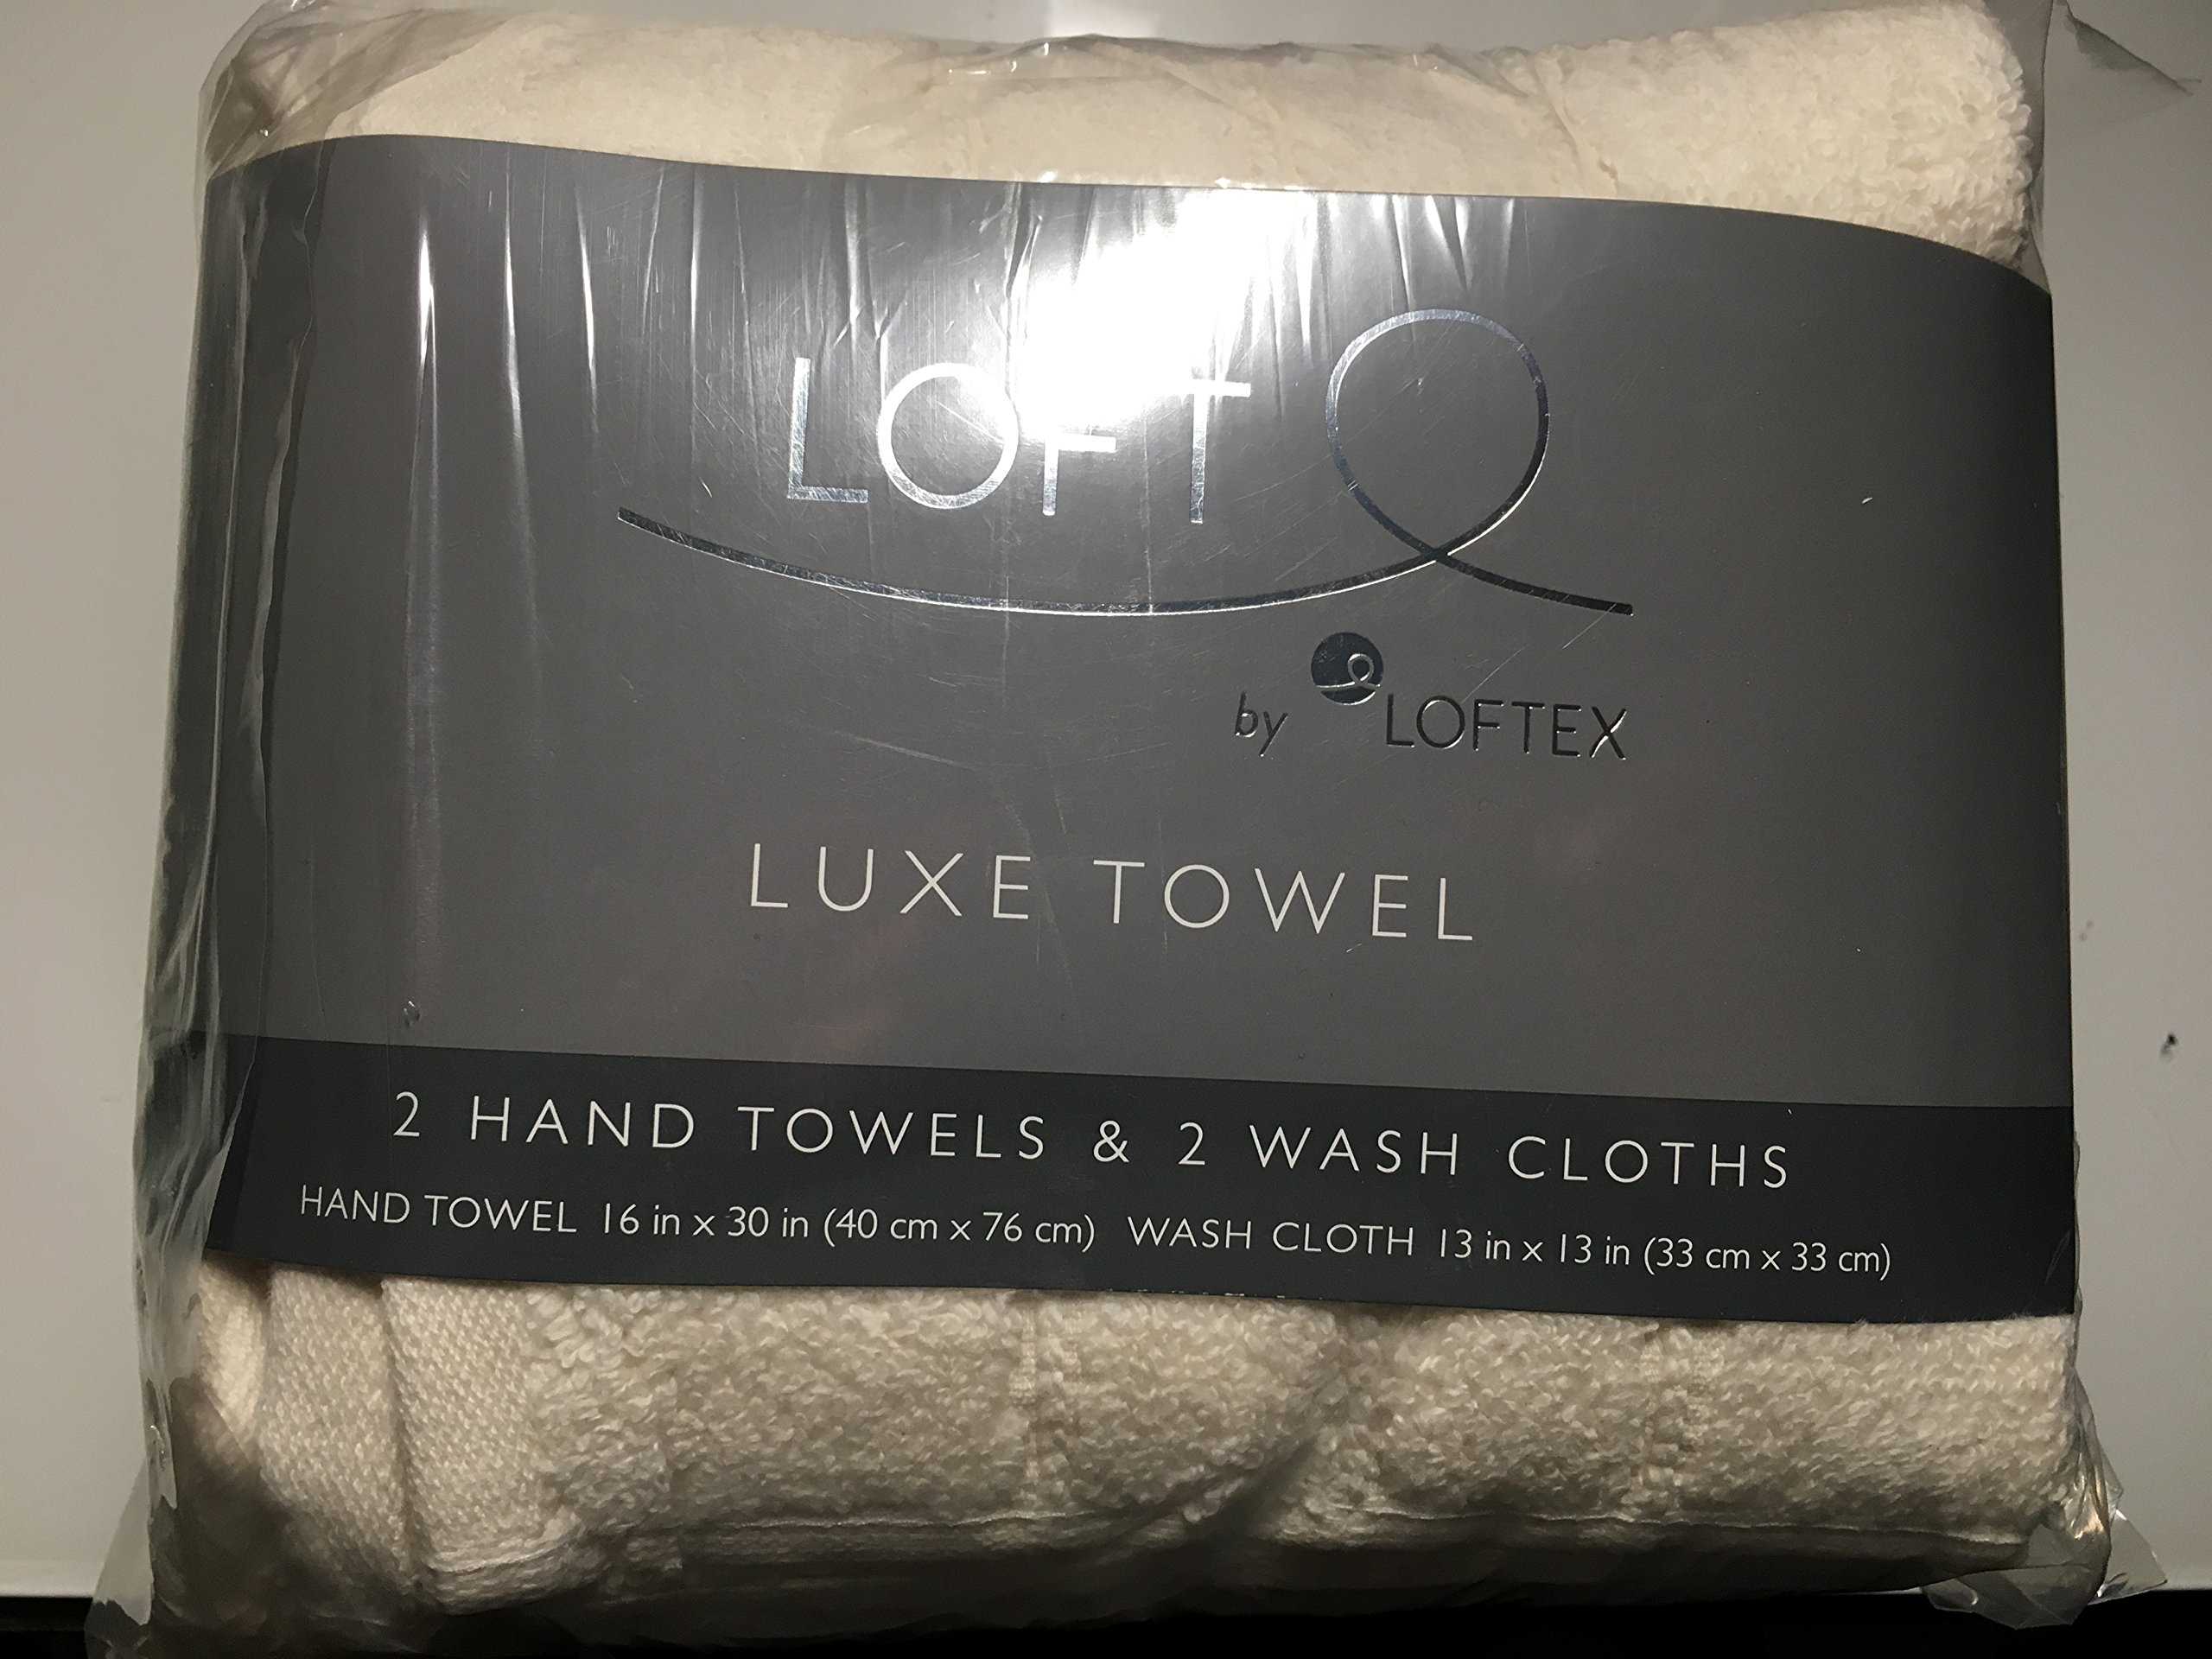 LOFT
by LOFTEX
LUXE TOWEL
2 HAND TOWELS & 2 WASH CLOTHS
HAND TOWEL 16 in x 30 in (40 cm x 76 cm) WASH CLOTH 13 in x 13 in (33 cm x 33 cm)